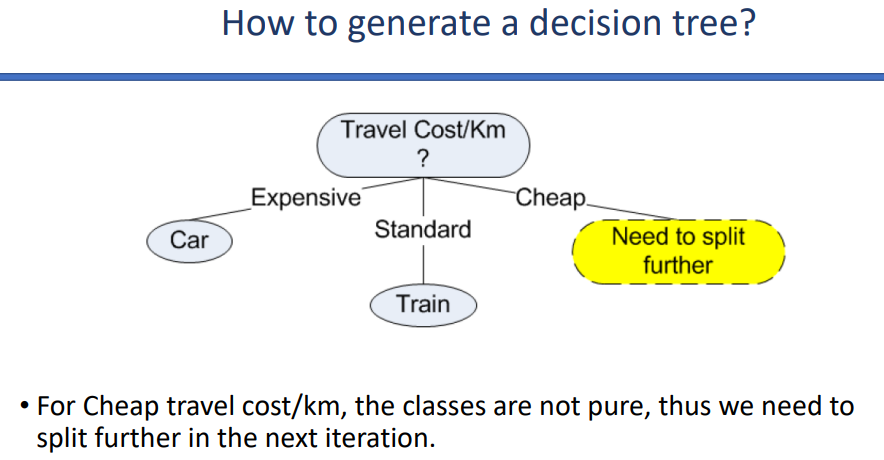 How to generate a decision tree?
Travel Cost/Km
?
Expensive
Cheap
Standard
Car
Need to split
further
Train
• For Cheap travel cost/km, the classes are not pure, thus we need to
split further in the next iteration.